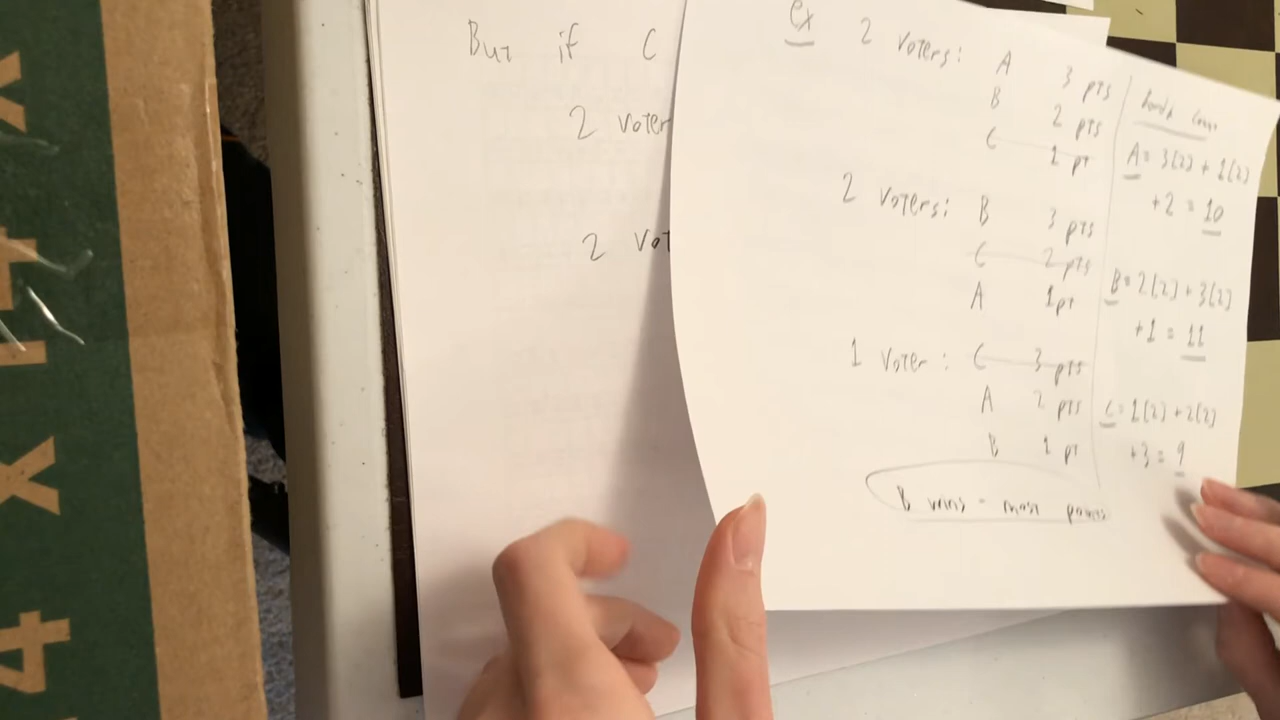 But if C
2 voter
2 vot
ex 2 voters: A 3 pts
B 2 pts
C 1 pt
2 voters: B 3 pts
C 2 pts
A 1 pt
1 voter: C 3 pts
A 2 pts
B 1 pt
B wins - most points
Borda Count
A = 3(2) + 1(2)
+2 = 10
B = 2(2) + 3(2)
+1 = 11
C = 1(2) + 2(2)
+3 = 9
4 X